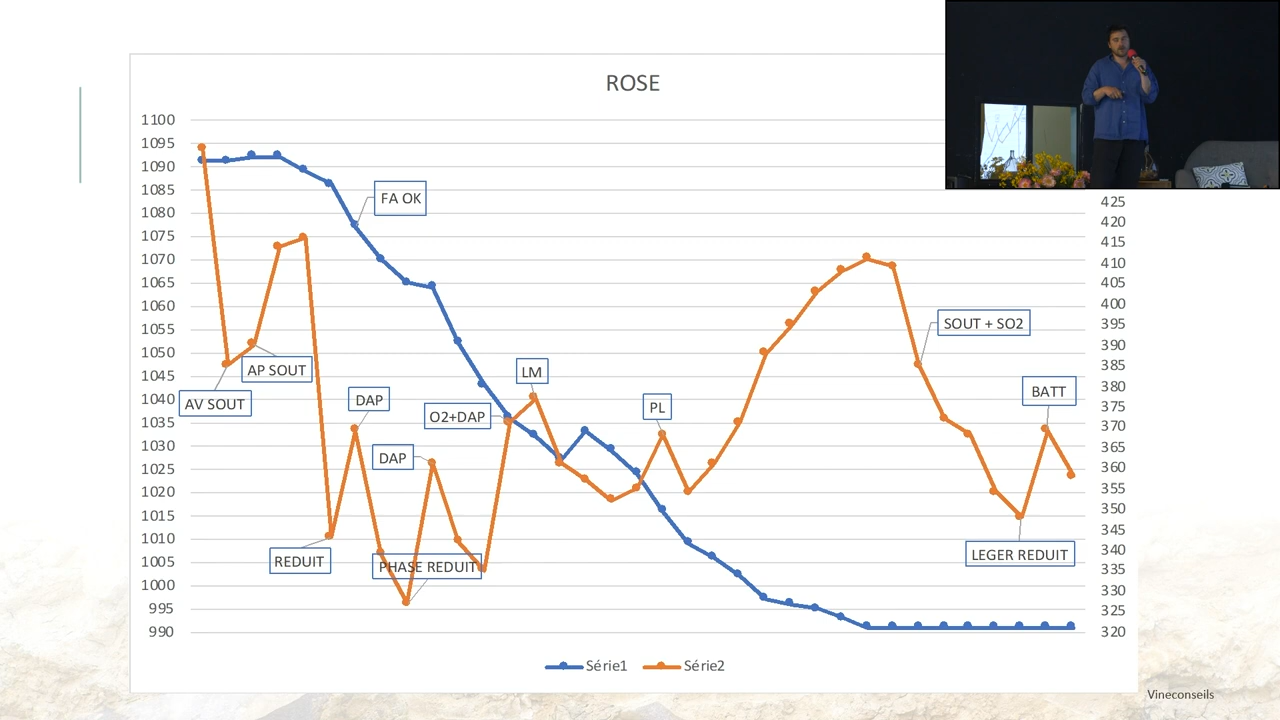 ROSE
1100
1095
1090
1085
1080
1075
1070
1065
1060
1055
1050
1045
1040
1035
1030
1025
1020
1015
1010
1005
1000
995
990
425
420
415
410
405
400
395
390
385
380
375
370
365
360
355
350
345
340
335
330
325
320
FA OK
AP SOUT
AV SOUT
DAP
DAP
REDUIT
PHASE REDUIT
O2+DAP
LM
PL
SOUT + SO2
BATT
LEGER REDUIT
Série1 Série2
Vineconseils